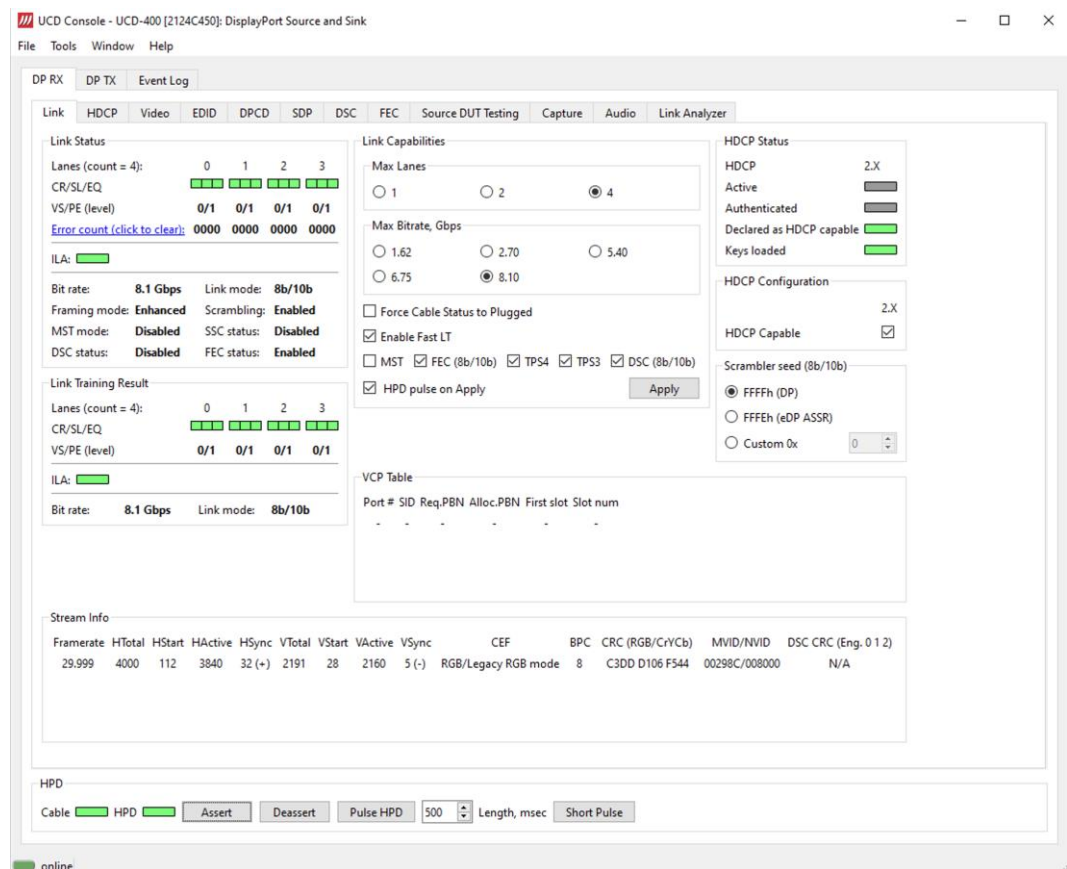 UCD Console - UCD-400 [2124C450]: DisplayPort Source and Sink
File Tools Window Help
DP RX DP TX Event Log
Link HDCP Video EDID DPCD SDP DSC FEC Source DUT Testing Capture Audio Link Analyzer
Link Status
Lanes (count = 4): 0 1 2 3
CR/SL/EQ
VS/PE (level) 0/1 0/1 0/1 0/1
Error count (click to clear): 0000 0000 0000 0000
ILA:
Bit rate: 8.1 Gbps Link mode: 8b/10b
Framing mode: Enhanced Scrambling: Enabled
MST mode: Disabled SSC status: Disabled
DSC status: Disabled FEC status: Enabled
Link Training Result
Lanes (count = 4): 0 1 2 3
CR/SL/EQ
VS/PE (level) 0/1 0/1 0/1 0/1
ILA:
Bit rate: 8.1 Gbps Link mode: 8b/10b
Link Capabilities
Max Lanes
1 2 4
Max Bitrate, Gbps
1.62 2.70 5.40
6.75 8.10
Force Cable Status to Plugged
Enable Fast LT
MST FEC (8b/10b) TPS4 TPS3 DSC (8b/10b)
HPD pulse on Apply Apply
VCP Table
Port # SID Req.PBN Alloc.PBN First slot Slot num
- - - - - -
HDCP Status
HDCP 2.X
Active
Authenticated
Declared as HDCP capable
Keys loaded
HDCP Configuration
2.X
HDCP Capable
Scrambler seed (8b/10b)
FFFFh (DP)
FFFEh (eDP ASSR)
Custom 0x 0
Stream Info
Framerate HTotal HStart HActive HSync VTotal VStart VActive VSync CEF BPC CRC (RGB/CrYCb) MVID/NVID DSC CRC (Eng. 0 1 2)
29.999 4000 112 3840 32 (+) 2191 28 2160 5 (-) RGB/Legacy RGB mode 8 C3DD D106 F544 00298C/008000 N/A
HPD
Cable HPD Assert Deassert Pulse HPD 500 Length, msec Short Pulse
online